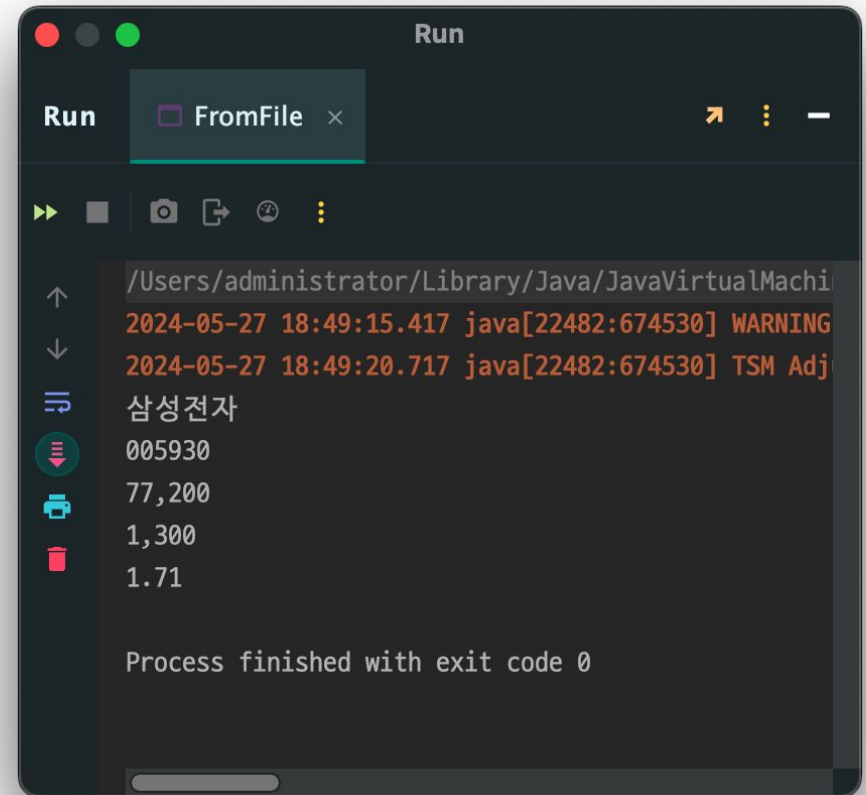 Run
Run FromFile
/Users/administrator/Library/Java/JavaVirtualMachi
2024-05-27 18:49:15.417 java[22482:674530] WARNING
2024-05-27 18:49:20.717 java[22482:674530] TSM Adj
삼성전자
005930
77,200
1,300
1.71
Process finished with exit code 0